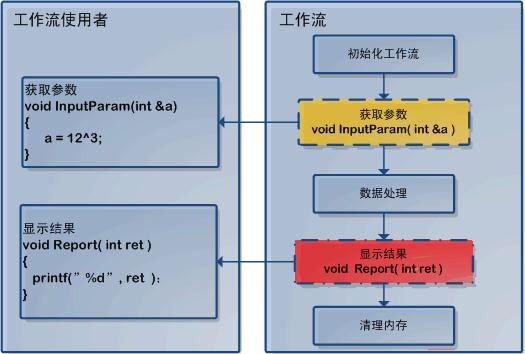 工作流使用者
获取参数
void InputParam(int &a)
{
a = 12^3;
}
显示结果
void Report( int ret )
{
printf(” %d” , ret ) ;
}
工作流
初始化工作流
获取参数
void InputParam( int &a )
数据处理
显示结果
void Report( int ret )
清理内存